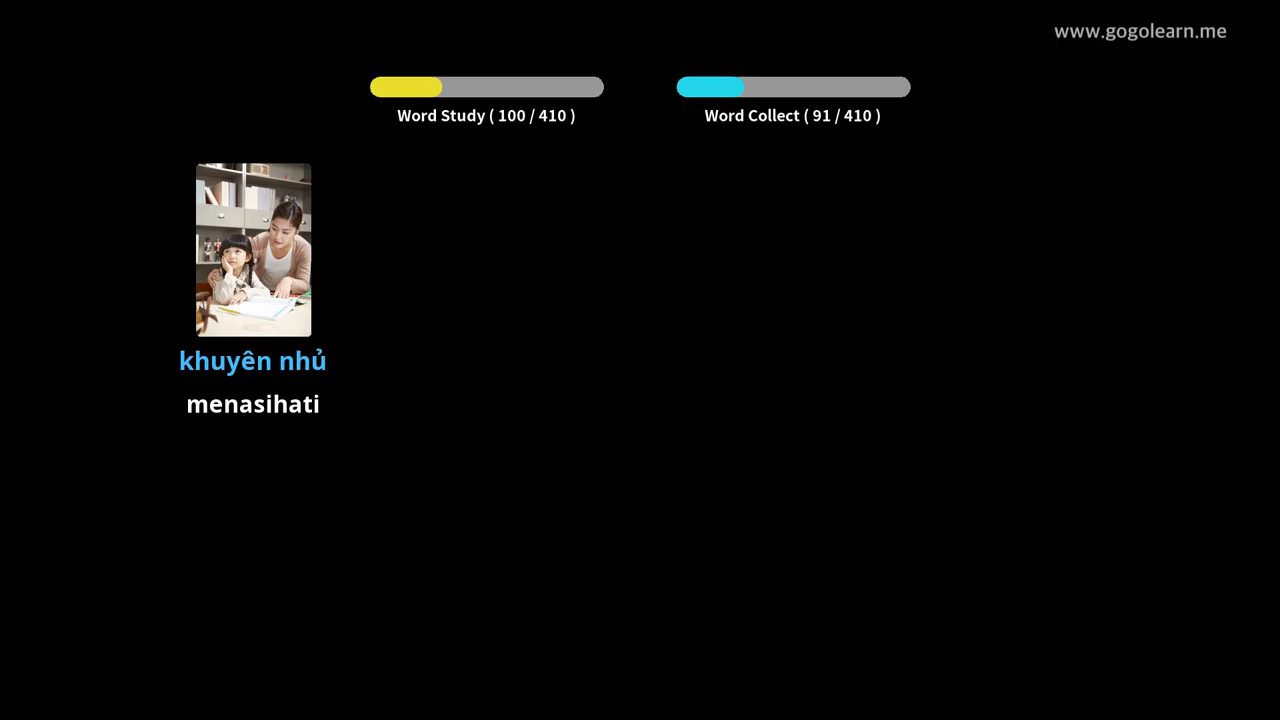 www.gogolearn.me
Word Study ( 100 / 410 )
Word Collect ( 91 / 410 )
khuyên nhủ
menasihati